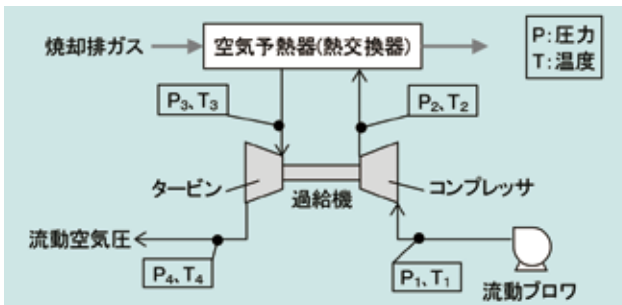 焼却排ガス
空気予熱器(熱交換器)
P:圧力
T:温度
P3、T3
P2、T2
タービン
過給機
コンプレッサ
流動空気圧
P4、T4
P1、T1
流動ブロワ